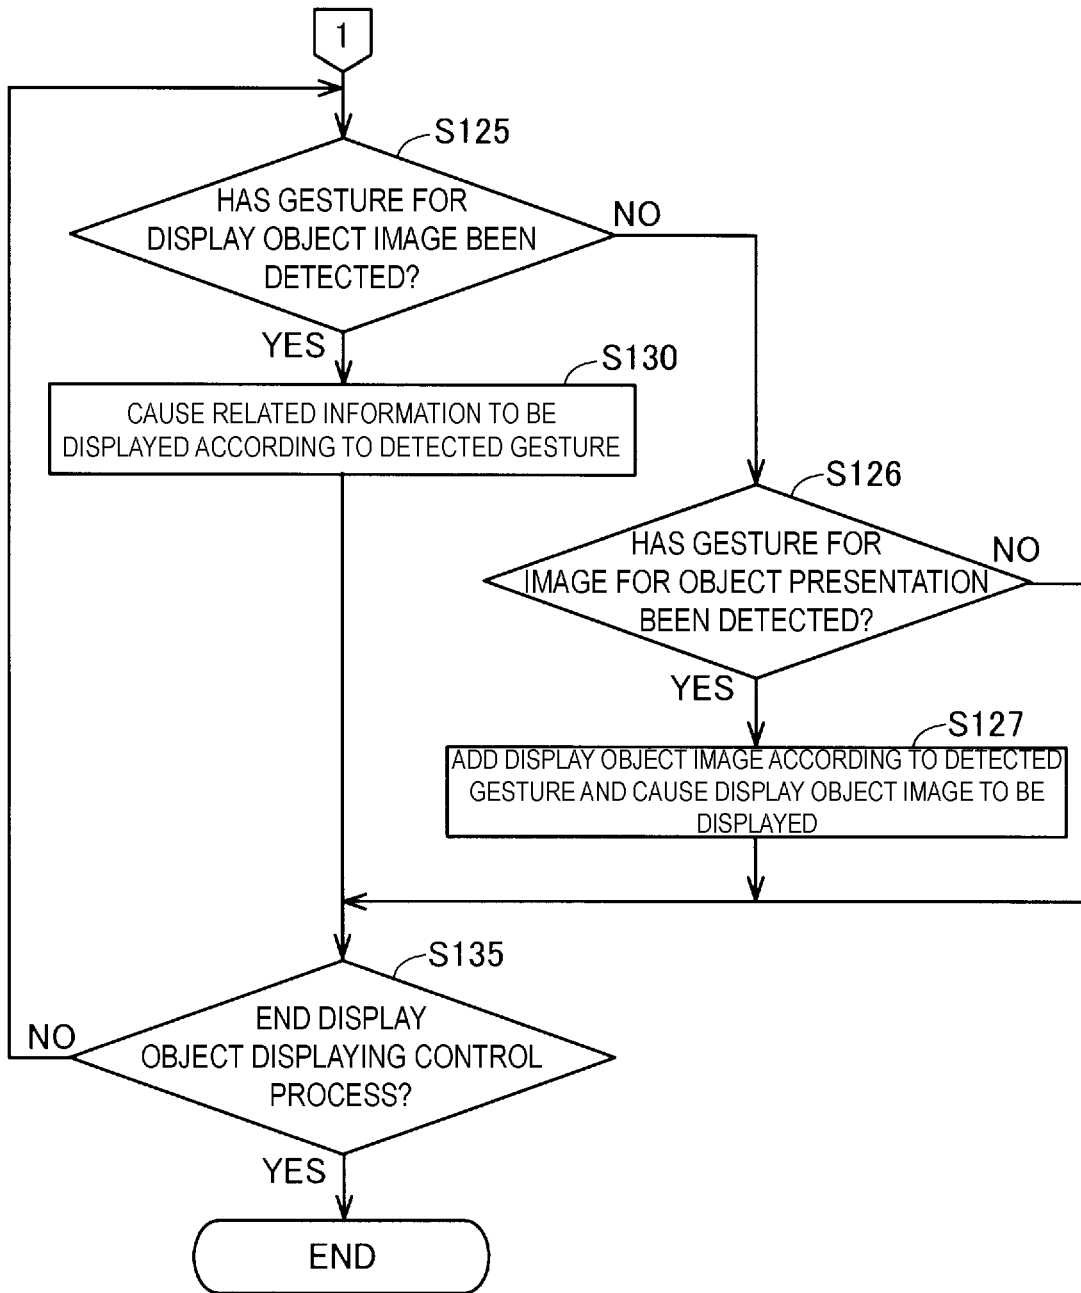 1
S125
HAS GESTURE FOR
DISPLAY OBJECT IMAGE BEEN
DETECTED?
NO
YES
S130
CAUSE RELATED INFORMATION TO BE
DISPLAYED ACCORDING TO DETECTED GESTURE
S126
HAS GESTURE FOR
IMAGE FOR OBJECT PRESENTATION
BEEN DETECTED?
NO
YES
S127
ADD DISPLAY OBJECT IMAGE ACCORDING TO DETECTED
GESTURE AND CAUSE DISPLAY OBJECT IMAGE TO BE
DISPLAYED
S135
END DISPLAY
OBJECT DISPLAYING CONTROL
PROCESS?
NO
YES
END